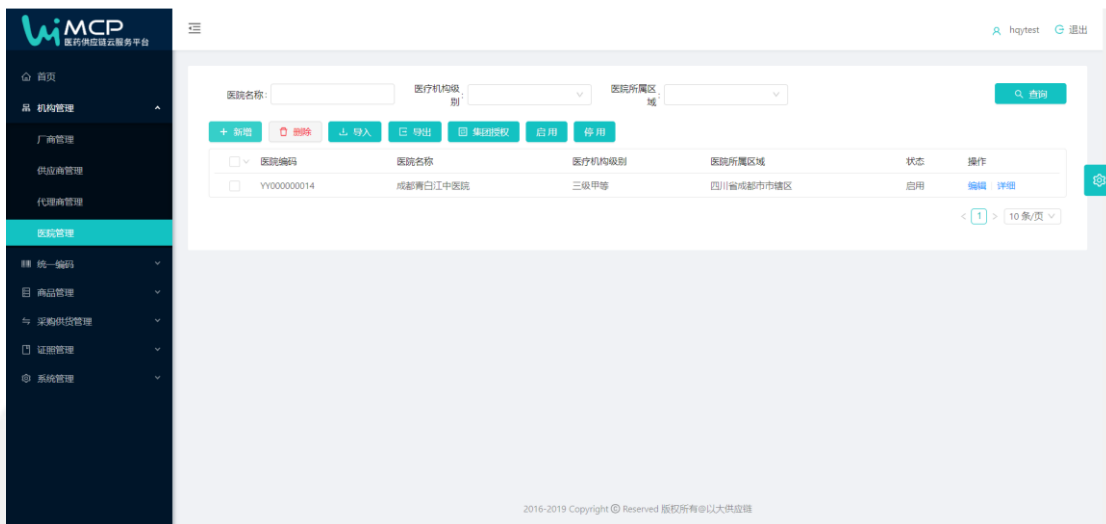 MCP
医药供应链云服务平台
hqytest
退出
首页
机构管理
厂商管理
供应商管理
代理商管理
医院管理
统一编码
商品管理
采购供货管理
证照管理
系统管理
医院名称:
医疗机构级别:
医院所属区域:
查询
+ 新增
删除
导入
导出
集团授权
启用
停用
医院编码 医院名称 医疗机构级别 医院所属区域 状态 操作
YY000000014 成都青白江中医院 三级甲等 四川省成都市市辖区 启用 编辑 详细
< 1 > 10 条/页
2016-2019 Copyright © Reserved 版权所有@以大供应链